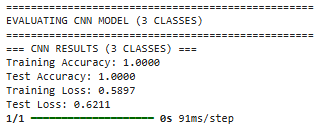 ==================================================
EVALUATING CNN MODEL (3 CLASSES)
==================================================
=== CNN RESULTS (3 CLASSES) ===
Training Accuracy: 1.0000
Test Accuracy: 1.0000
Training Loss: 0.5897
Test Loss: 0.6211
1/1 ━━━━━━━━━━━━━━━━━━━━ 0s 91ms/step